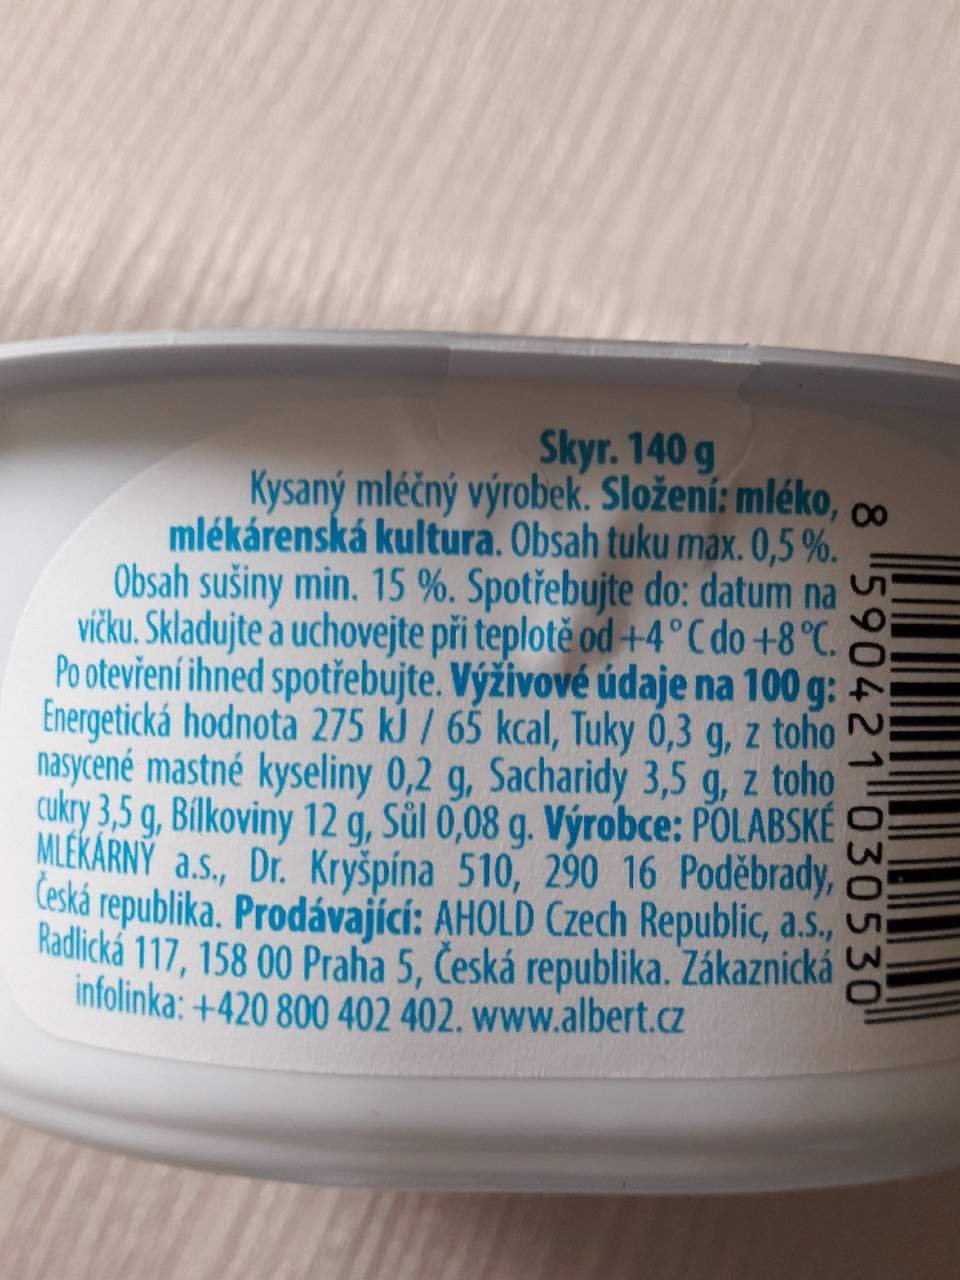 Skyr. 140 g
Kysaný mléčný výrobek. Složení: mléko,
mlékárenská kultura. Obsah tuku max. 0,5 %.
Obsah sušiny min. 15 %. Spotřebujte do: datum na
víčku. Skladujte a uchovejte při teplotě od +4 °C do +8 °C.
Po otevření ihned spotřebujte. Výživové údaje na 100 g:
Energetická hodnota 275 kJ / 65 kcal, Tuky 0,3 g, z toho
nasycené mastné kyseliny 0,2 g, Sacharidy 3,5 g, z toho
cukry 3,5 g, Bílkoviny 12 g, Sůl 0,08 g. Výrobce: POLABSKÉ
MLÉKÁRNY a.s., Dr. Kryšpína 510, 290 16 Poděbrady,
Česká republika. Prodávající: AHOLD Czech Republic, a.s.,
Radlická 117, 158 00 Praha 5, Česká republika. Zákaznická
infolinka: +420 800 402 402. www.albert.cz
8 590421 030530